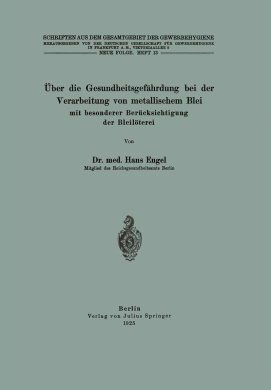 SCHRIFTEN AUS DEM GESAMTGEBIET DER GEWERBEHYGIENE
HERAUSGEGEBEN VON DER DEUTSCHEN GESELLSCHAFT FÜR GEWERBEHYGIENE
IN FRANKFURT A. M., VIKTORIAALLEE 9
NEUE FOLGE. HEFT 13
Über die Gesundheitsgefährdung bei der
Verarbeitung von metallischem Blei
mit besonderer Berücksichtigung
der Bleilöterei
Von
Dr. med. Hans Engel
Mitglied des Reichsgesundheitsamts Berlin
Berlin
Verlag von Julius Springer
1925